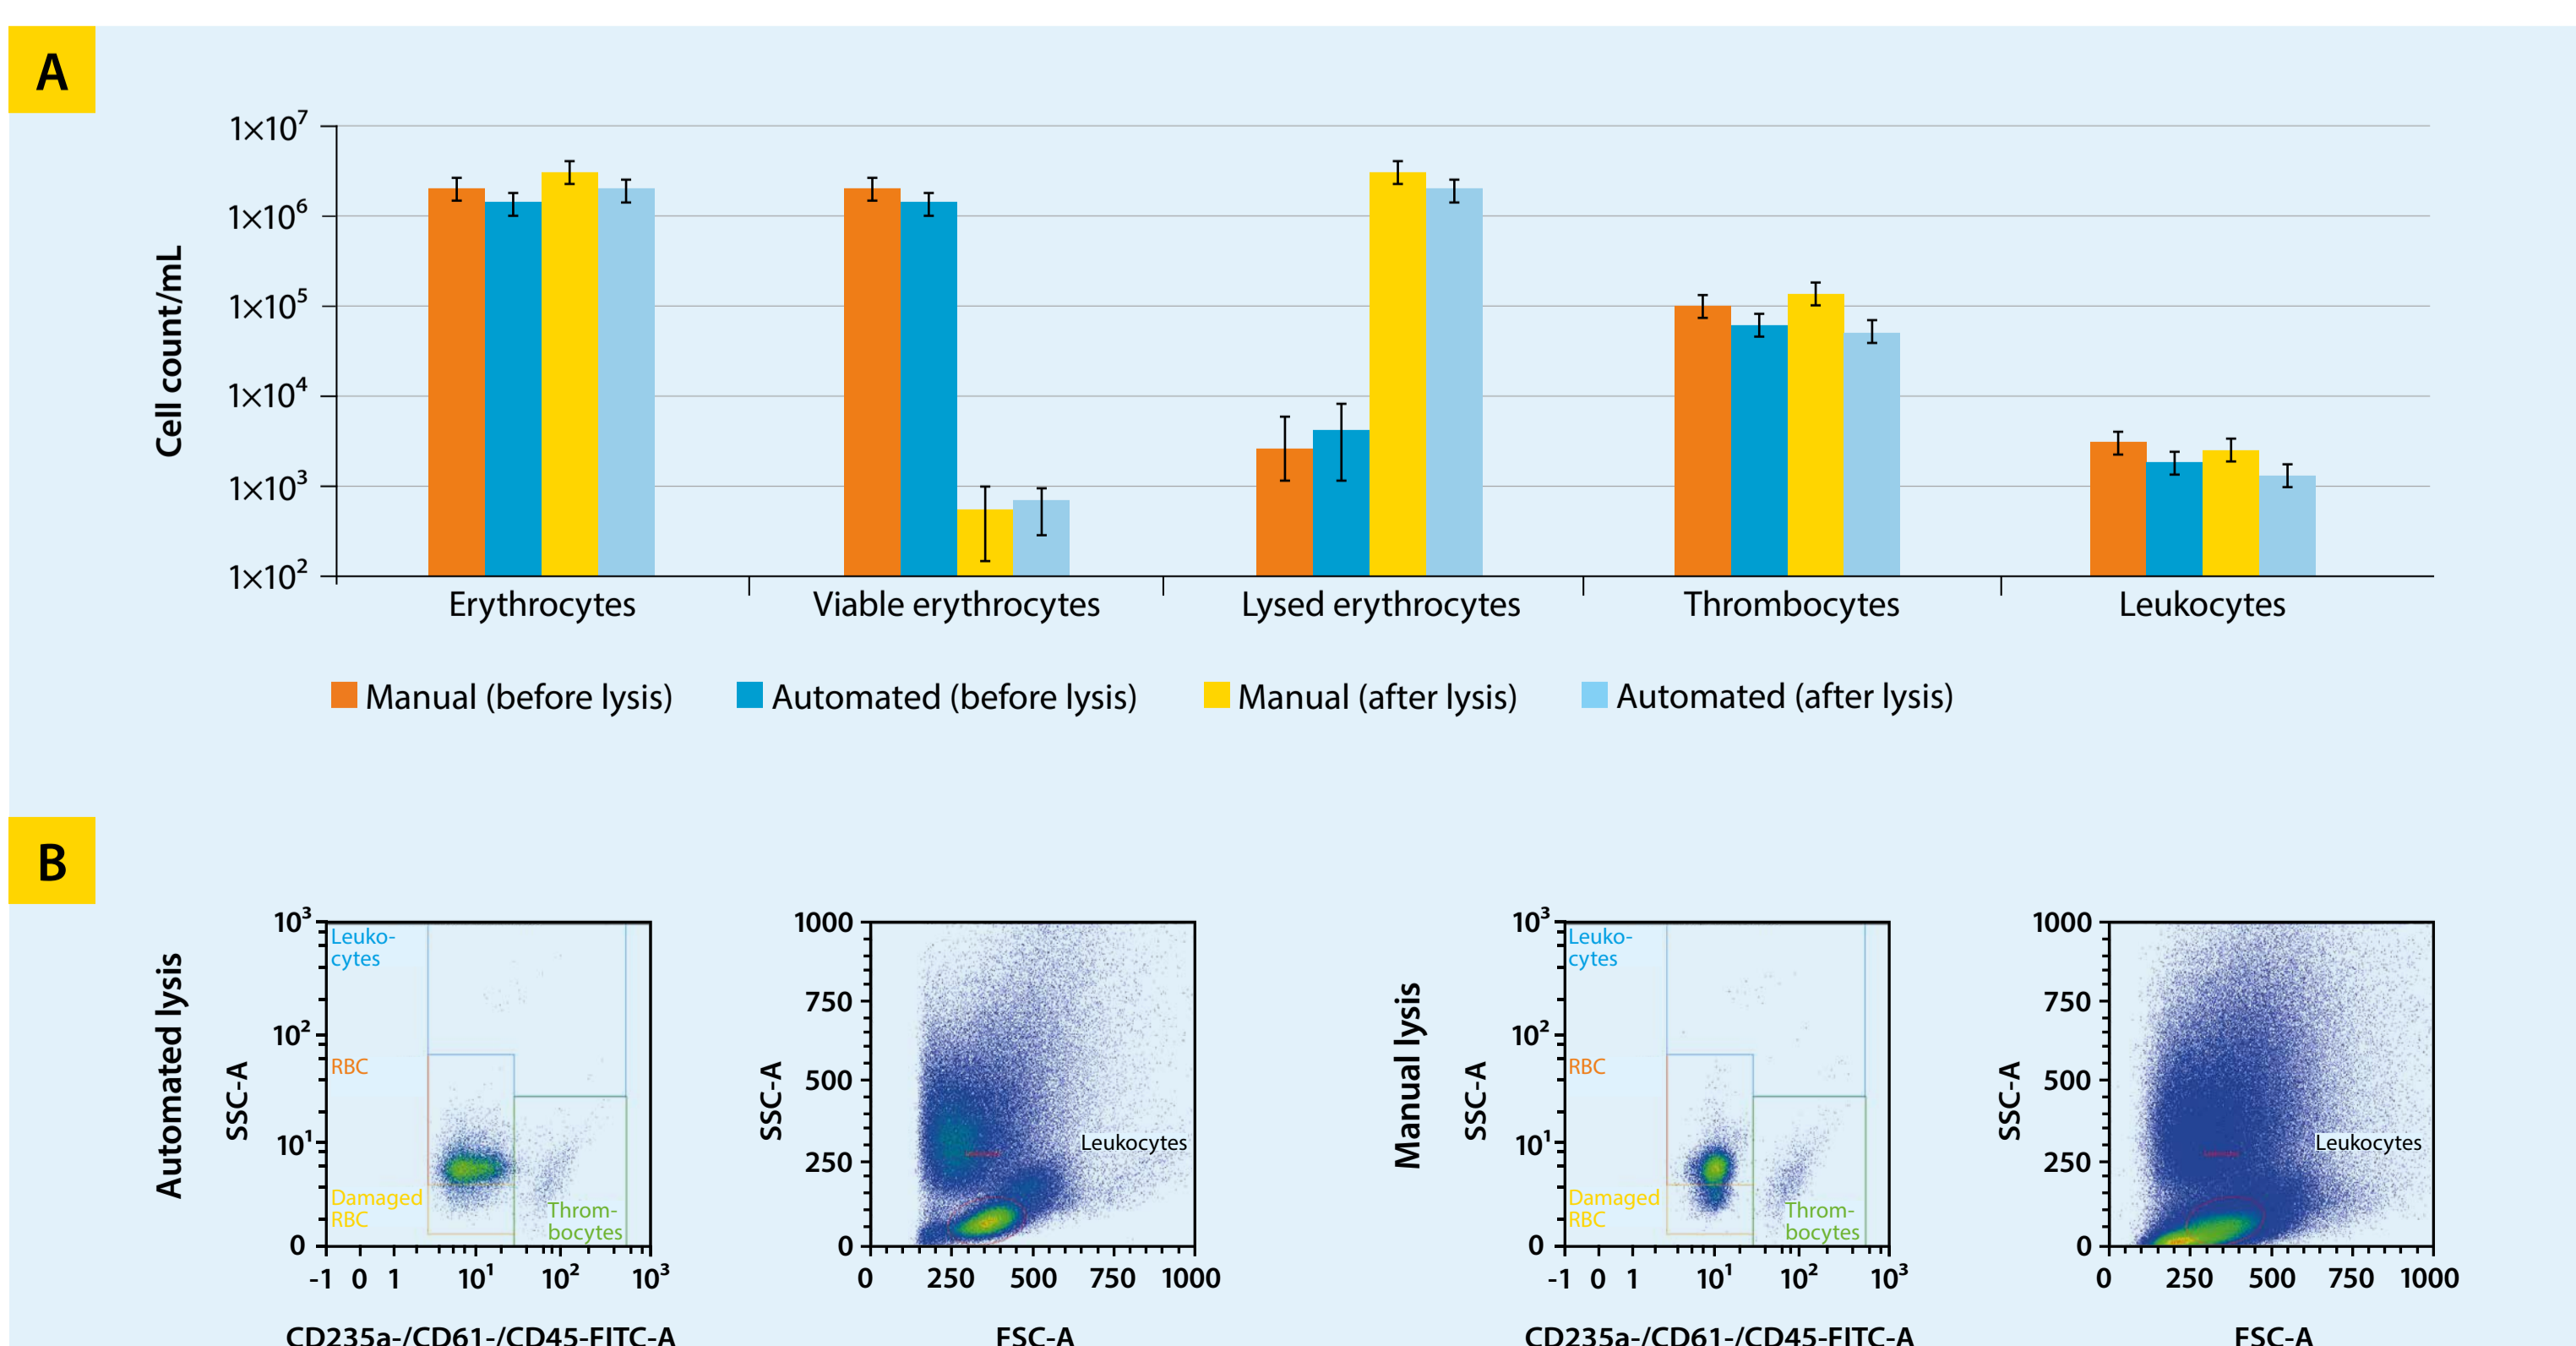 A
1×10⁷
1×10⁶
1×10⁵
1×10⁴
1×10³
1×10²
Cell count/mL
Erythrocytes Viable erythrocytes Lysed erythrocytes Thrombocytes Leukocytes
Manual (before lysis) Automated (before lysis) Manual (after lysis) Automated (after lysis)
B
Automated lysis
SSC-A
10³
10²
10¹
0
Leuko-
cytes
RBC
Damaged
RBC
Throm-
bocytes
-1 0 1 10¹ 10² 10³
CD235a-/CD61-/CD45-FITC-A
SSC-A
1000
750
500
250
0
Leukocytes
0 250 500 750 1000
FSC-A
Manual lysis
SSC-A
10³
10²
10¹
0
Leuko-
cytes
RBC
Damaged
RBC
Throm-
bocytes
-1 0 1 10¹ 10² 10³
CD235a-/CD61-/CD45-FITC-A
SSC-A
1000
750
500
250
0
Leukocytes
0 250 500 750 1000
FSC-A